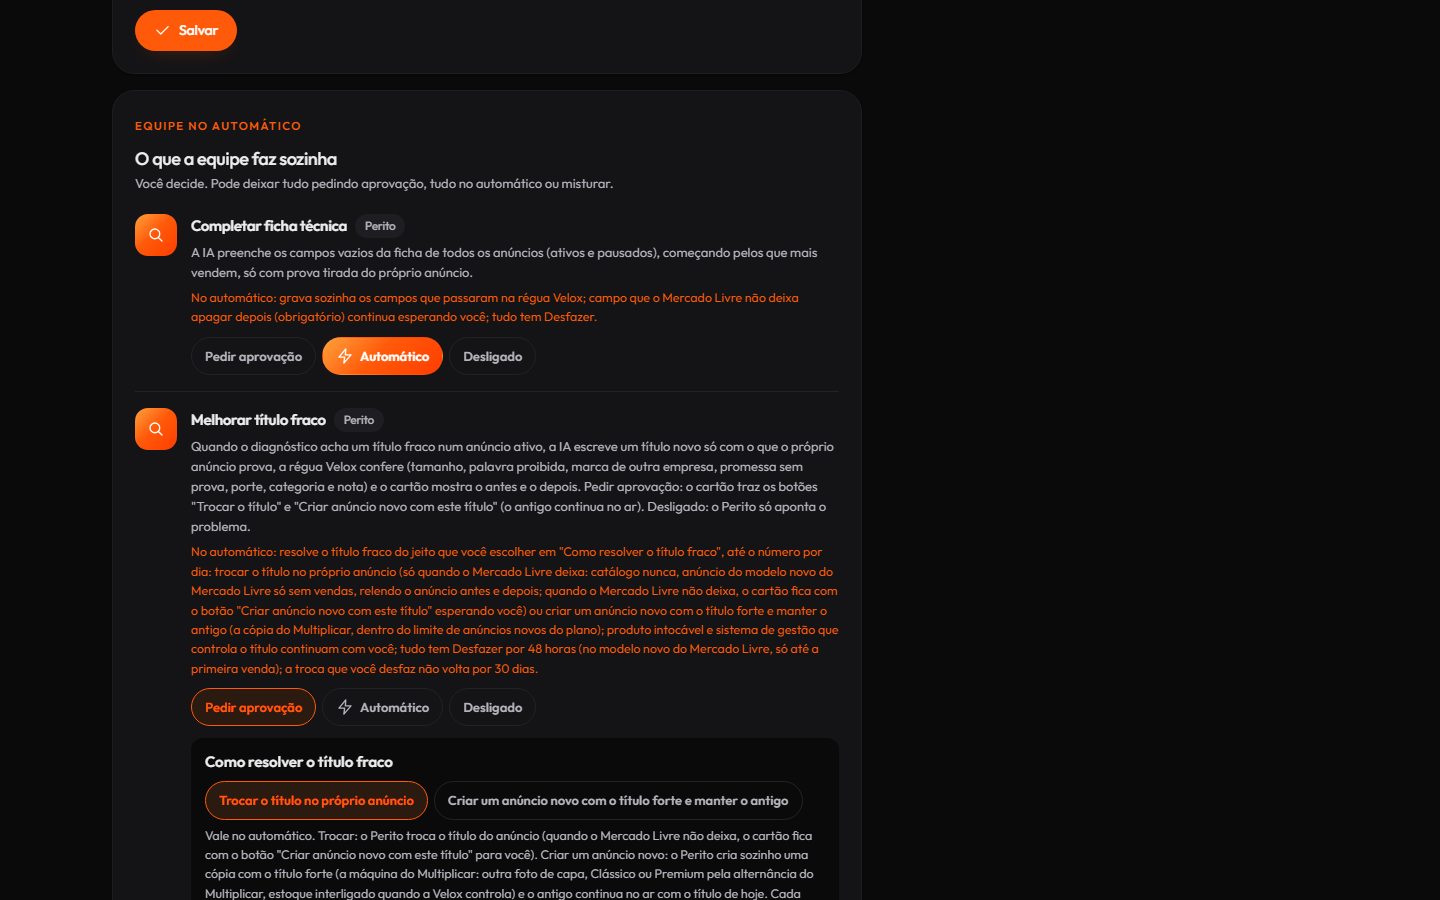 Salvar
EQUIPE NO AUTOMÁTICO
O que a equipe faz sozinha
Você decide. Pode deixar tudo pedindo aprovação, tudo no automático ou misturar.
Completar ficha técnica Perito
A IA preenche os campos vazios da ficha de todos os anúncios (ativos e pausados), começando pelos que mais
vendem, só com prova tirada do próprio anúncio.
No automático: grava sozinha os campos que passaram na régua Velox; campo que o Mercado Livre não deixa
apagar depois (obrigatório) continua esperando você; tudo tem Desfazer.
Pedir aprovação Automático Desligado
Melhorar título fraco Perito
Quando o diagnóstico acha um título fraco num anúncio ativo, a IA escreve um título novo só com o que o próprio
anúncio prova, a régua Velox confere (tamanho, palavra proibida, marca de outra empresa, promessa sem
prova, porte, categoria e nota) e o cartão mostra o antes e o depois. Pedir aprovação: o cartão traz os botões
"Trocar o título" e "Criar anúncio novo com este título" (o antigo continua no ar). Desligado: o Perito só aponta o
problema.
No automático: resolve o título fraco do jeito que você escolher em "Como resolver o título fraco", até o número por
dia: trocar o título no próprio anúncio (só quando o Mercado Livre deixa: catálogo nunca, anúncio do modelo novo do
Mercado Livre só sem vendas, relendo o anúncio antes e depois; quando o Mercado Livre não deixa, o cartão fica com
o botão "Criar anúncio novo com este título" esperando você) ou criar um anúncio novo com o título forte e manter o
antigo (a cópia do Multiplicar, dentro do limite de anúncios novos do plano); produto intocável e sistema de gestão que
controla o título continuam com você; tudo tem Desfazer por 48 horas (no modelo novo do Mercado Livre, só até a
primeira venda); a troca que você desfaz não volta por 30 dias.
Pedir aprovação Automático Desligado
Como resolver o título fraco
Trocar o título no próprio anúncio Criar um anúncio novo com o título forte e manter o antigo
Vale no automático. Trocar: o Perito troca o título do anúncio (quando o Mercado Livre não deixa, o cartão fica
com o botão "Criar anúncio novo com este título" para você). Criar um anúncio novo: o Perito cria sozinho uma
cópia com o título forte (a máquina do Multiplicar: outra foto de capa, Clássico ou Premium pela alternância do
Multiplicar, estoque interligado quando a Velox controla) e o antigo continua no ar com o título de hoje. Cada